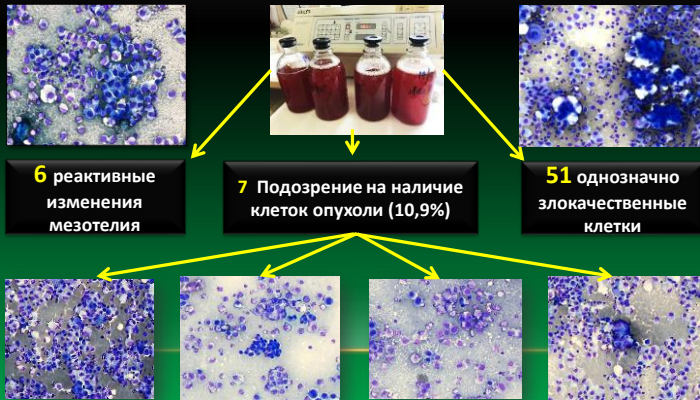 6 реактивные
изменения
мезотелия
7 Подозрение на наличие
клеток опухоли (10,9%)
51 однозначно
злокачественные
клетки